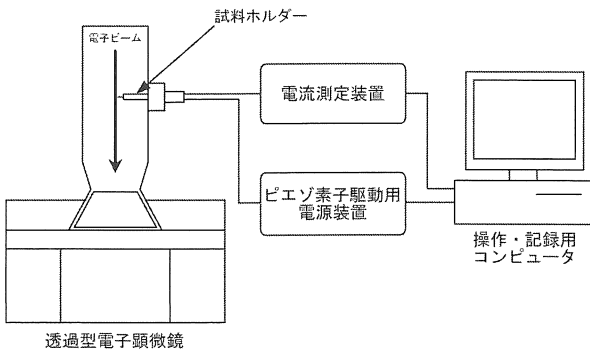 試料ホルダー
電子ビーム
電流測定装置
ピエゾ素子駆動用
電源装置
操作・記録用
コンピュータ
透過型電子顕微鏡